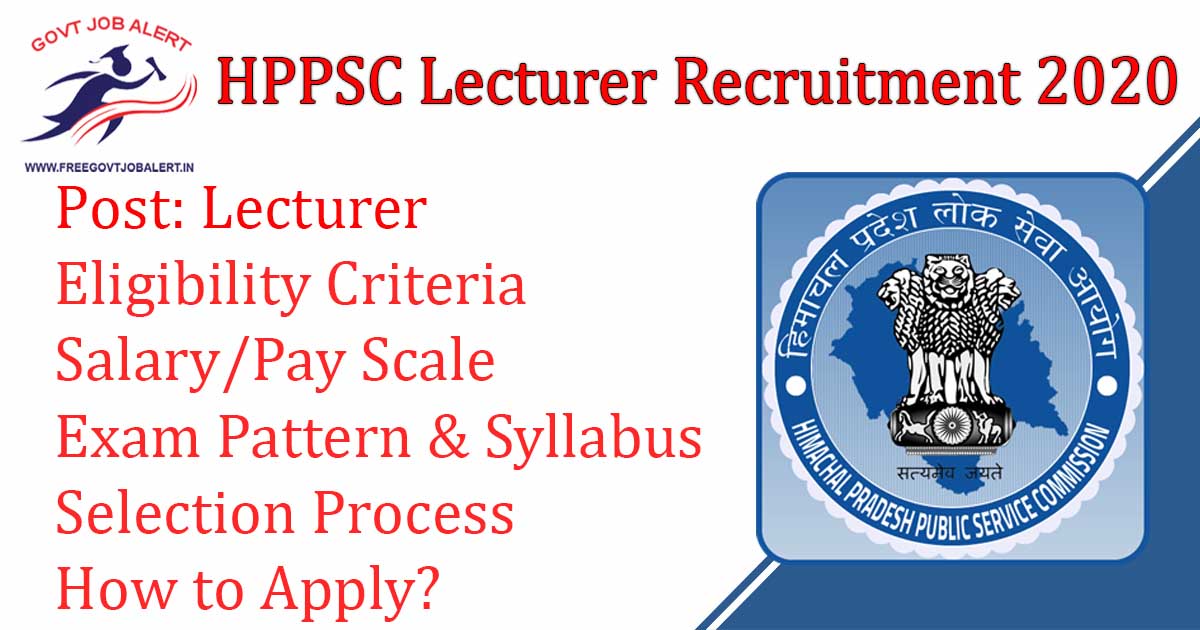 GOVT JOB ALERT
WWW.FREEGOVTJOBALERT.IN
HPPSC Lecturer Recruitment 2020
Post: Lecturer
Eligibility Criteria
Salary/Pay Scale
Exam Pattern & Syllabus
Selection Process
How to Apply?
हिमाचल प्रदेश लोक सेवा आयोग
सत्यमेव जयते
HIMACHAL PRADESH PUBLIC SERVICE COMMISSION